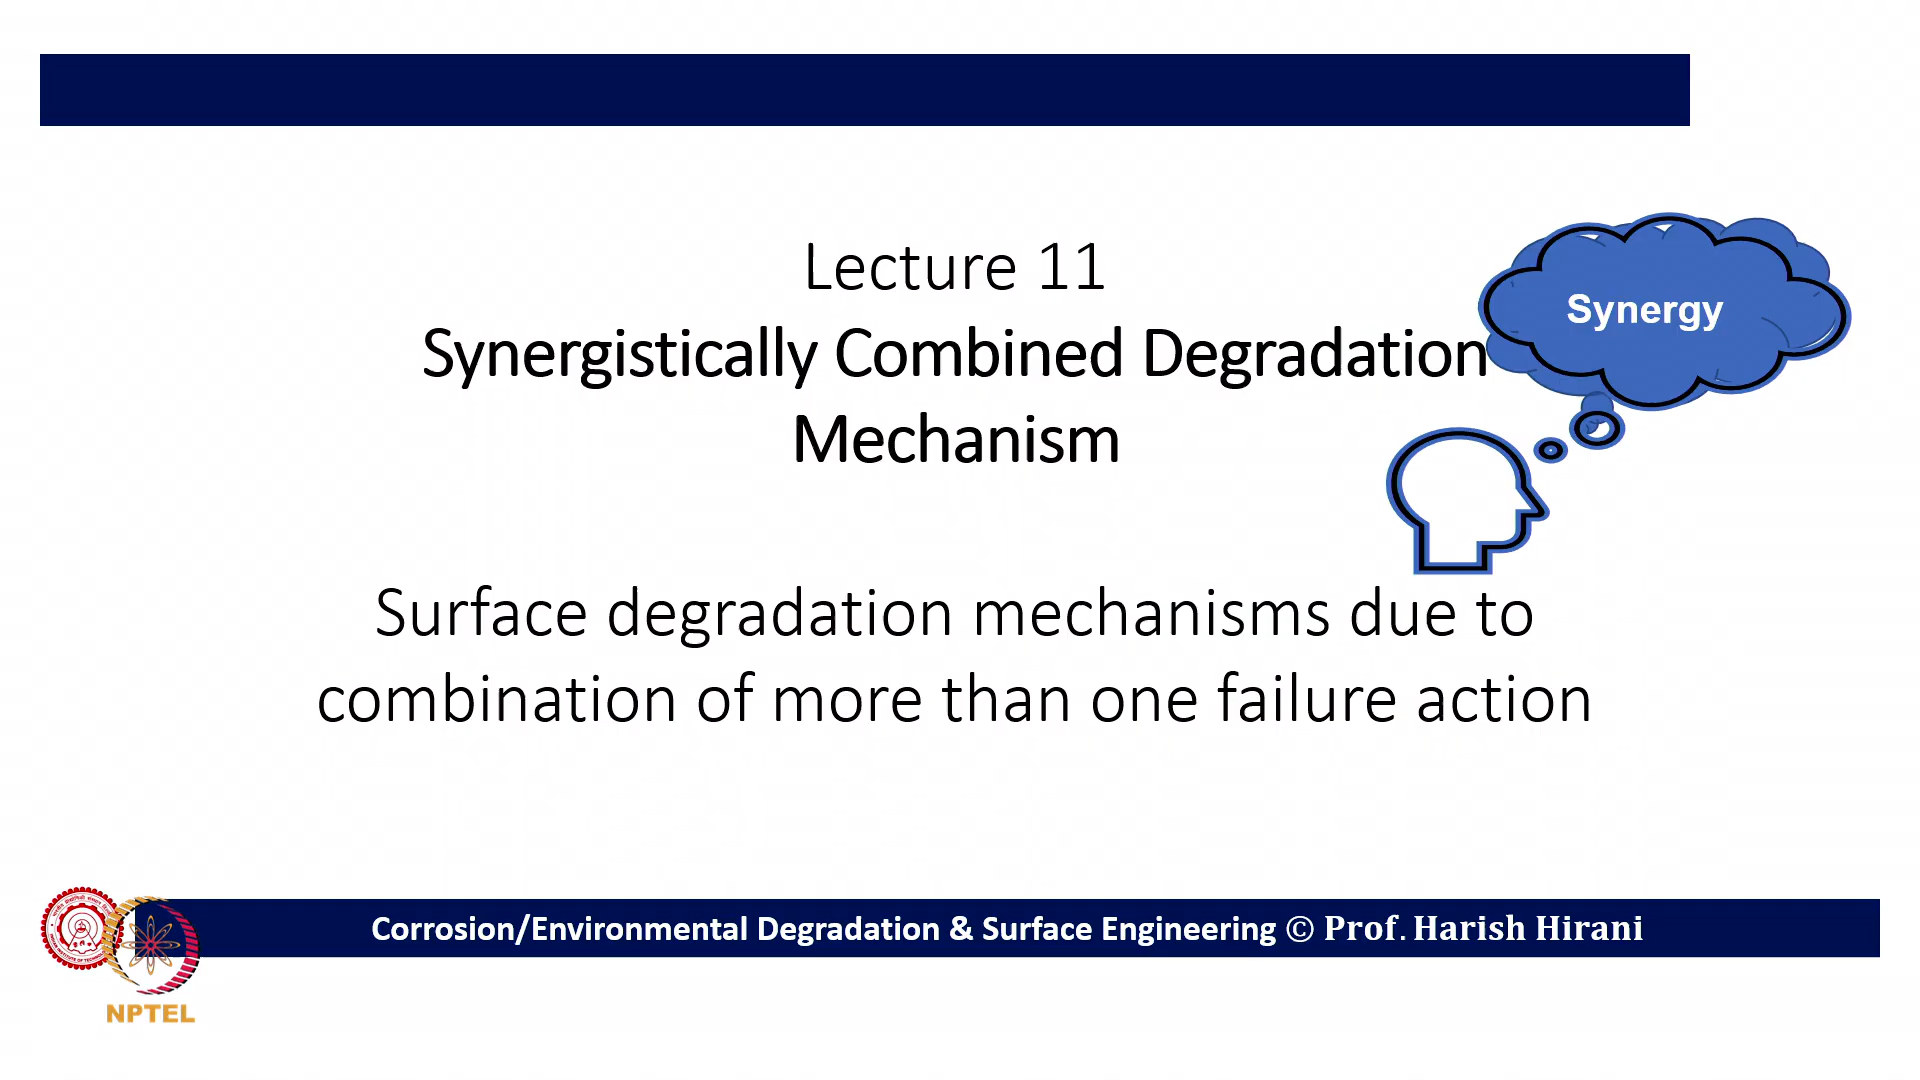 Lecture 11
Synergistically Combined Degradation
Mechanism
Synergy
Surface degradation mechanisms due to
combination of more than one failure action
Corrosion/Environmental Degradation & Surface Engineering © Prof. Harish Hirani
NPTEL